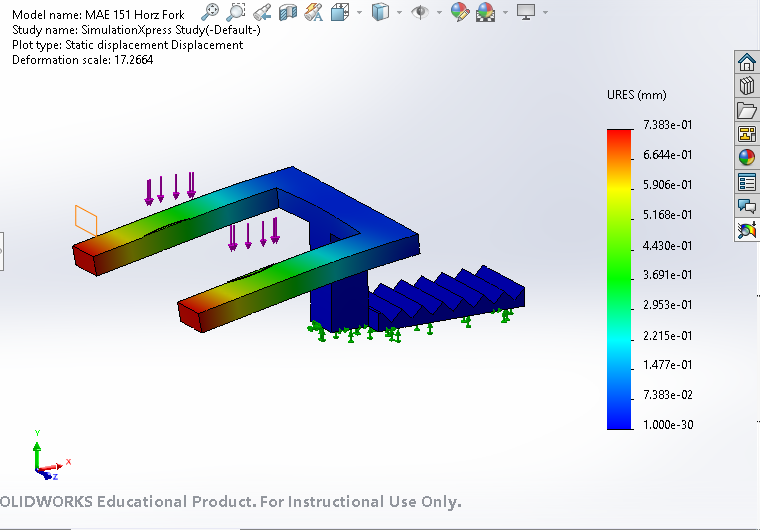 Model name: MAE 151 Horz Fork
Study name: SimulationXpress Study(-Default-)
Plot type: Static displacement Displacement
Deformation scale: 17.2664
URES (mm)
7.383e-01
6.644e-01
5.906e-01
5.168e-01
4.430e-01
3.691e-01
2.953e-01
2.215e-01
1.477e-01
7.383e-02
1.000e-30
Y
X
Z
OLIDWORKS Educational Product. For Instructional Use Only.